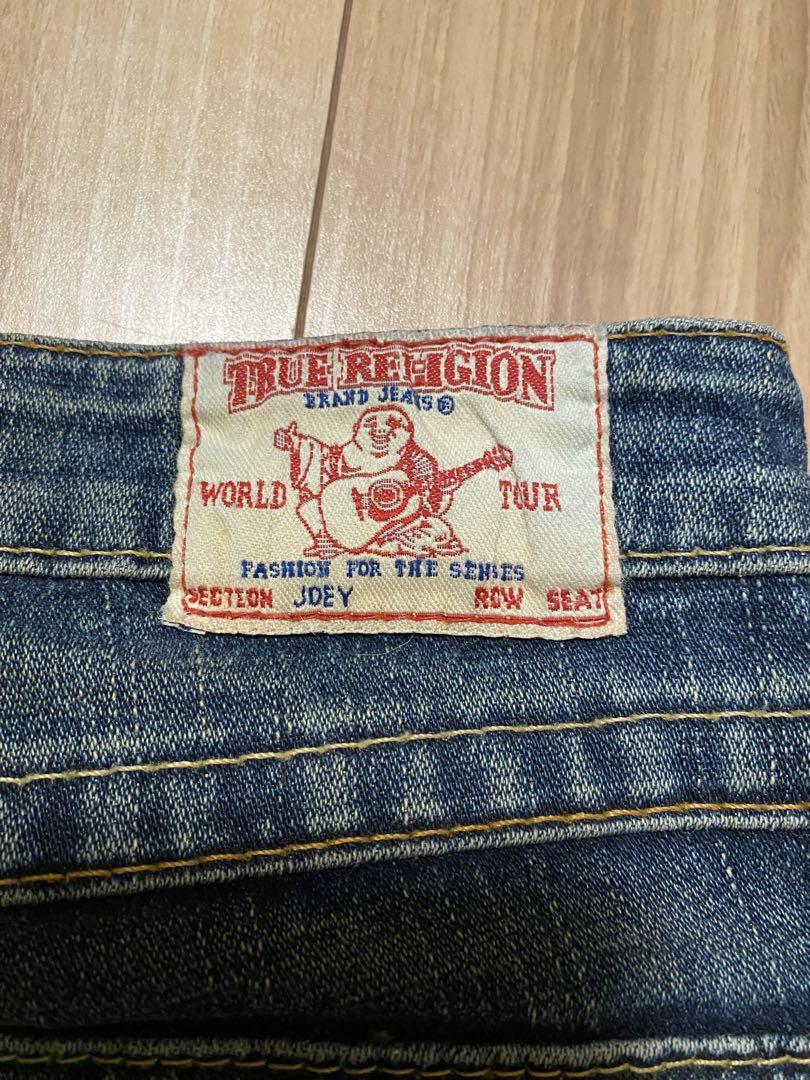 TRUE RELIGION
BRAND JEANS®
WORLD TOUR
FASHION FOR THE SENSES
SECTION JOEY ROW SEAT